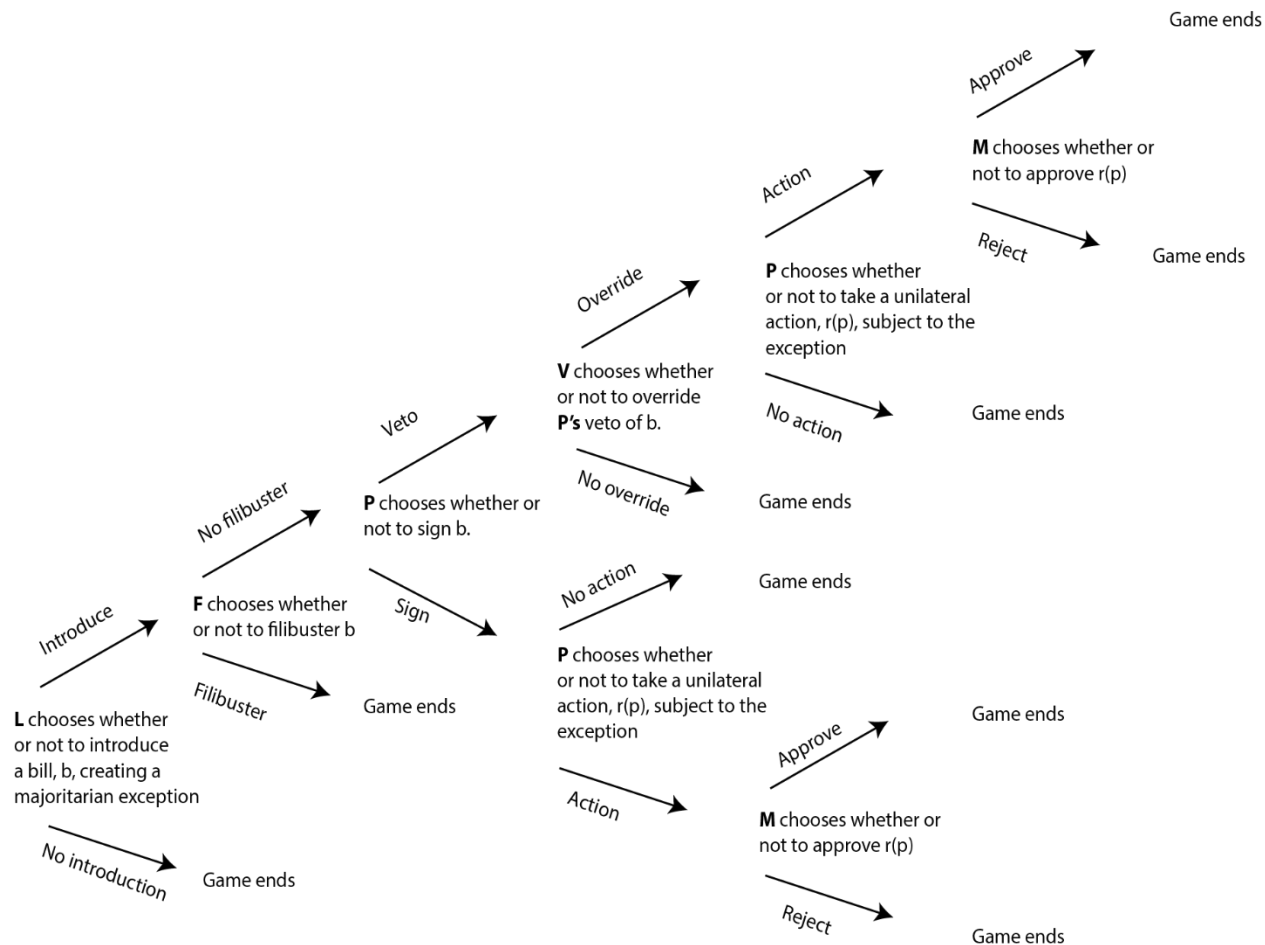 Game ends
Approve
M chooses whether or
not to approve r(p)
Action
Reject
Game ends
P chooses whether
or not to take a unilateral
action, r(p), subject to the
exception
Override
V chooses whether
or not to override
P's veto of b.
No action
Game ends
Veto
No override
Game ends
P chooses whether or
not to sign b.
No filibuster
No action
Game ends
Sign
F chooses whether
or not to filibuster b
Introduce
P chooses whether
or not to take a unilateral
action, r(p), subject to the
exception
Filibuster
Game ends
L chooses whether
or not to introduce
a bill, b, creating a
majoritarian exception
Approve
Game ends
Action
M chooses whether or
not to approve r(p)
No introduction
Game ends
Reject
Game ends